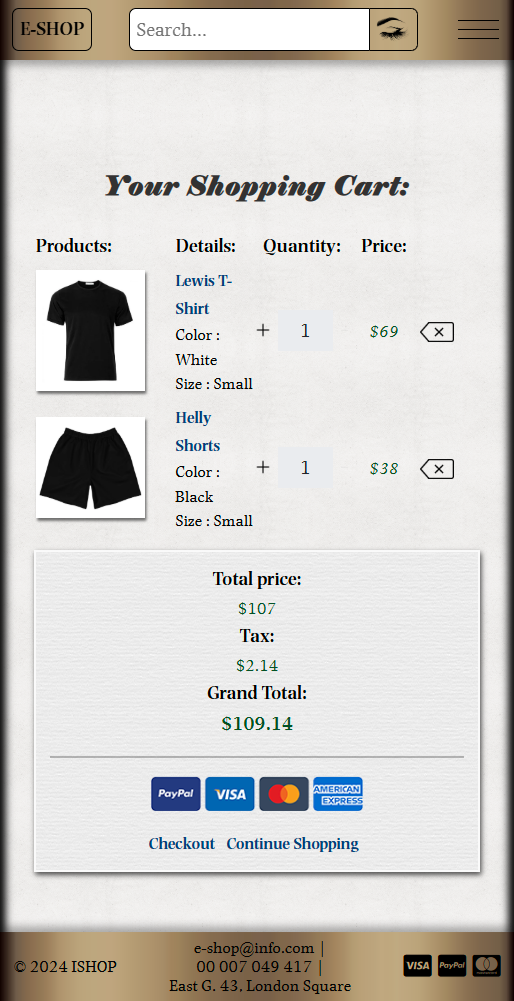 E-SHOP
Search...
Your Shopping Cart:
Products: Details: Quantity: Price:
Lewis T-
Shirt
Color :
White
Size : Small
+ 1 $69
Helly
Shorts
Color :
Black
Size : Small
+ 1 $38
Total price:
$107
Tax:
$2.14
Grand Total:
$109.14
PayPal VISA AMERICAN
EXPRESS
Checkout Continue Shopping
© 2024 ISHOP
e-shop@info.com |
00 007 049 417 |
East G. 43, London Square
VISA PayPal